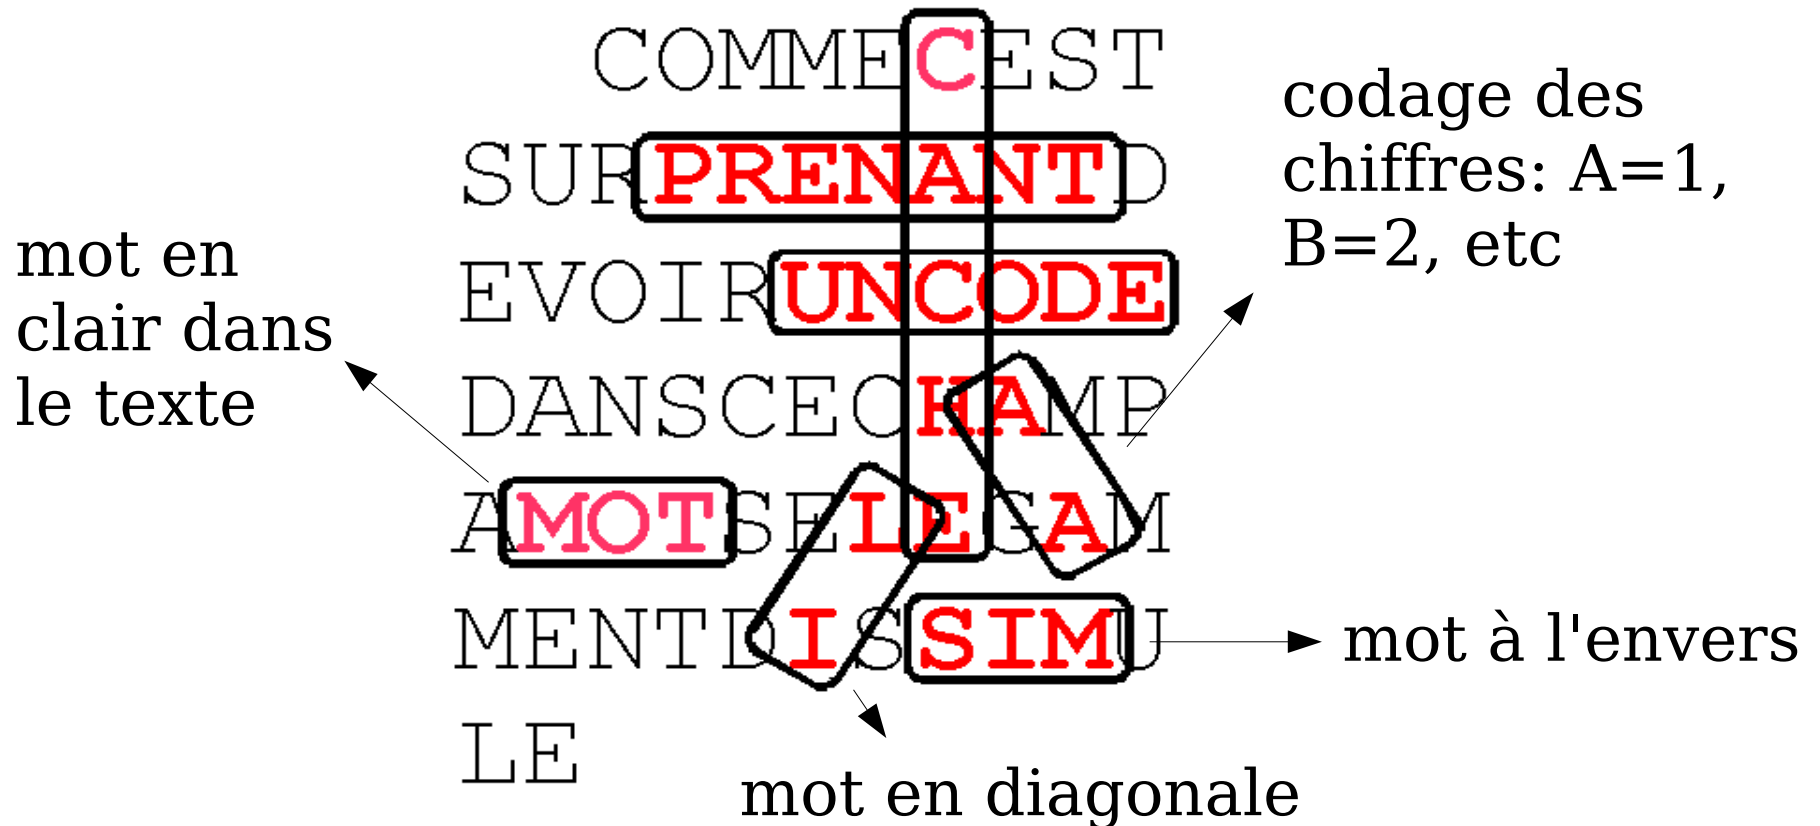 COMMECEST
SURPRENANTD
EVOIRUNCODE
DANSCECHAMP
AMOTSELEGAM
MENTDISSIMU
LE
mot en
clair dans
le texte
codage des
chiffres: A=1,
B=2, etc
mot à l'envers
mot en diagonale